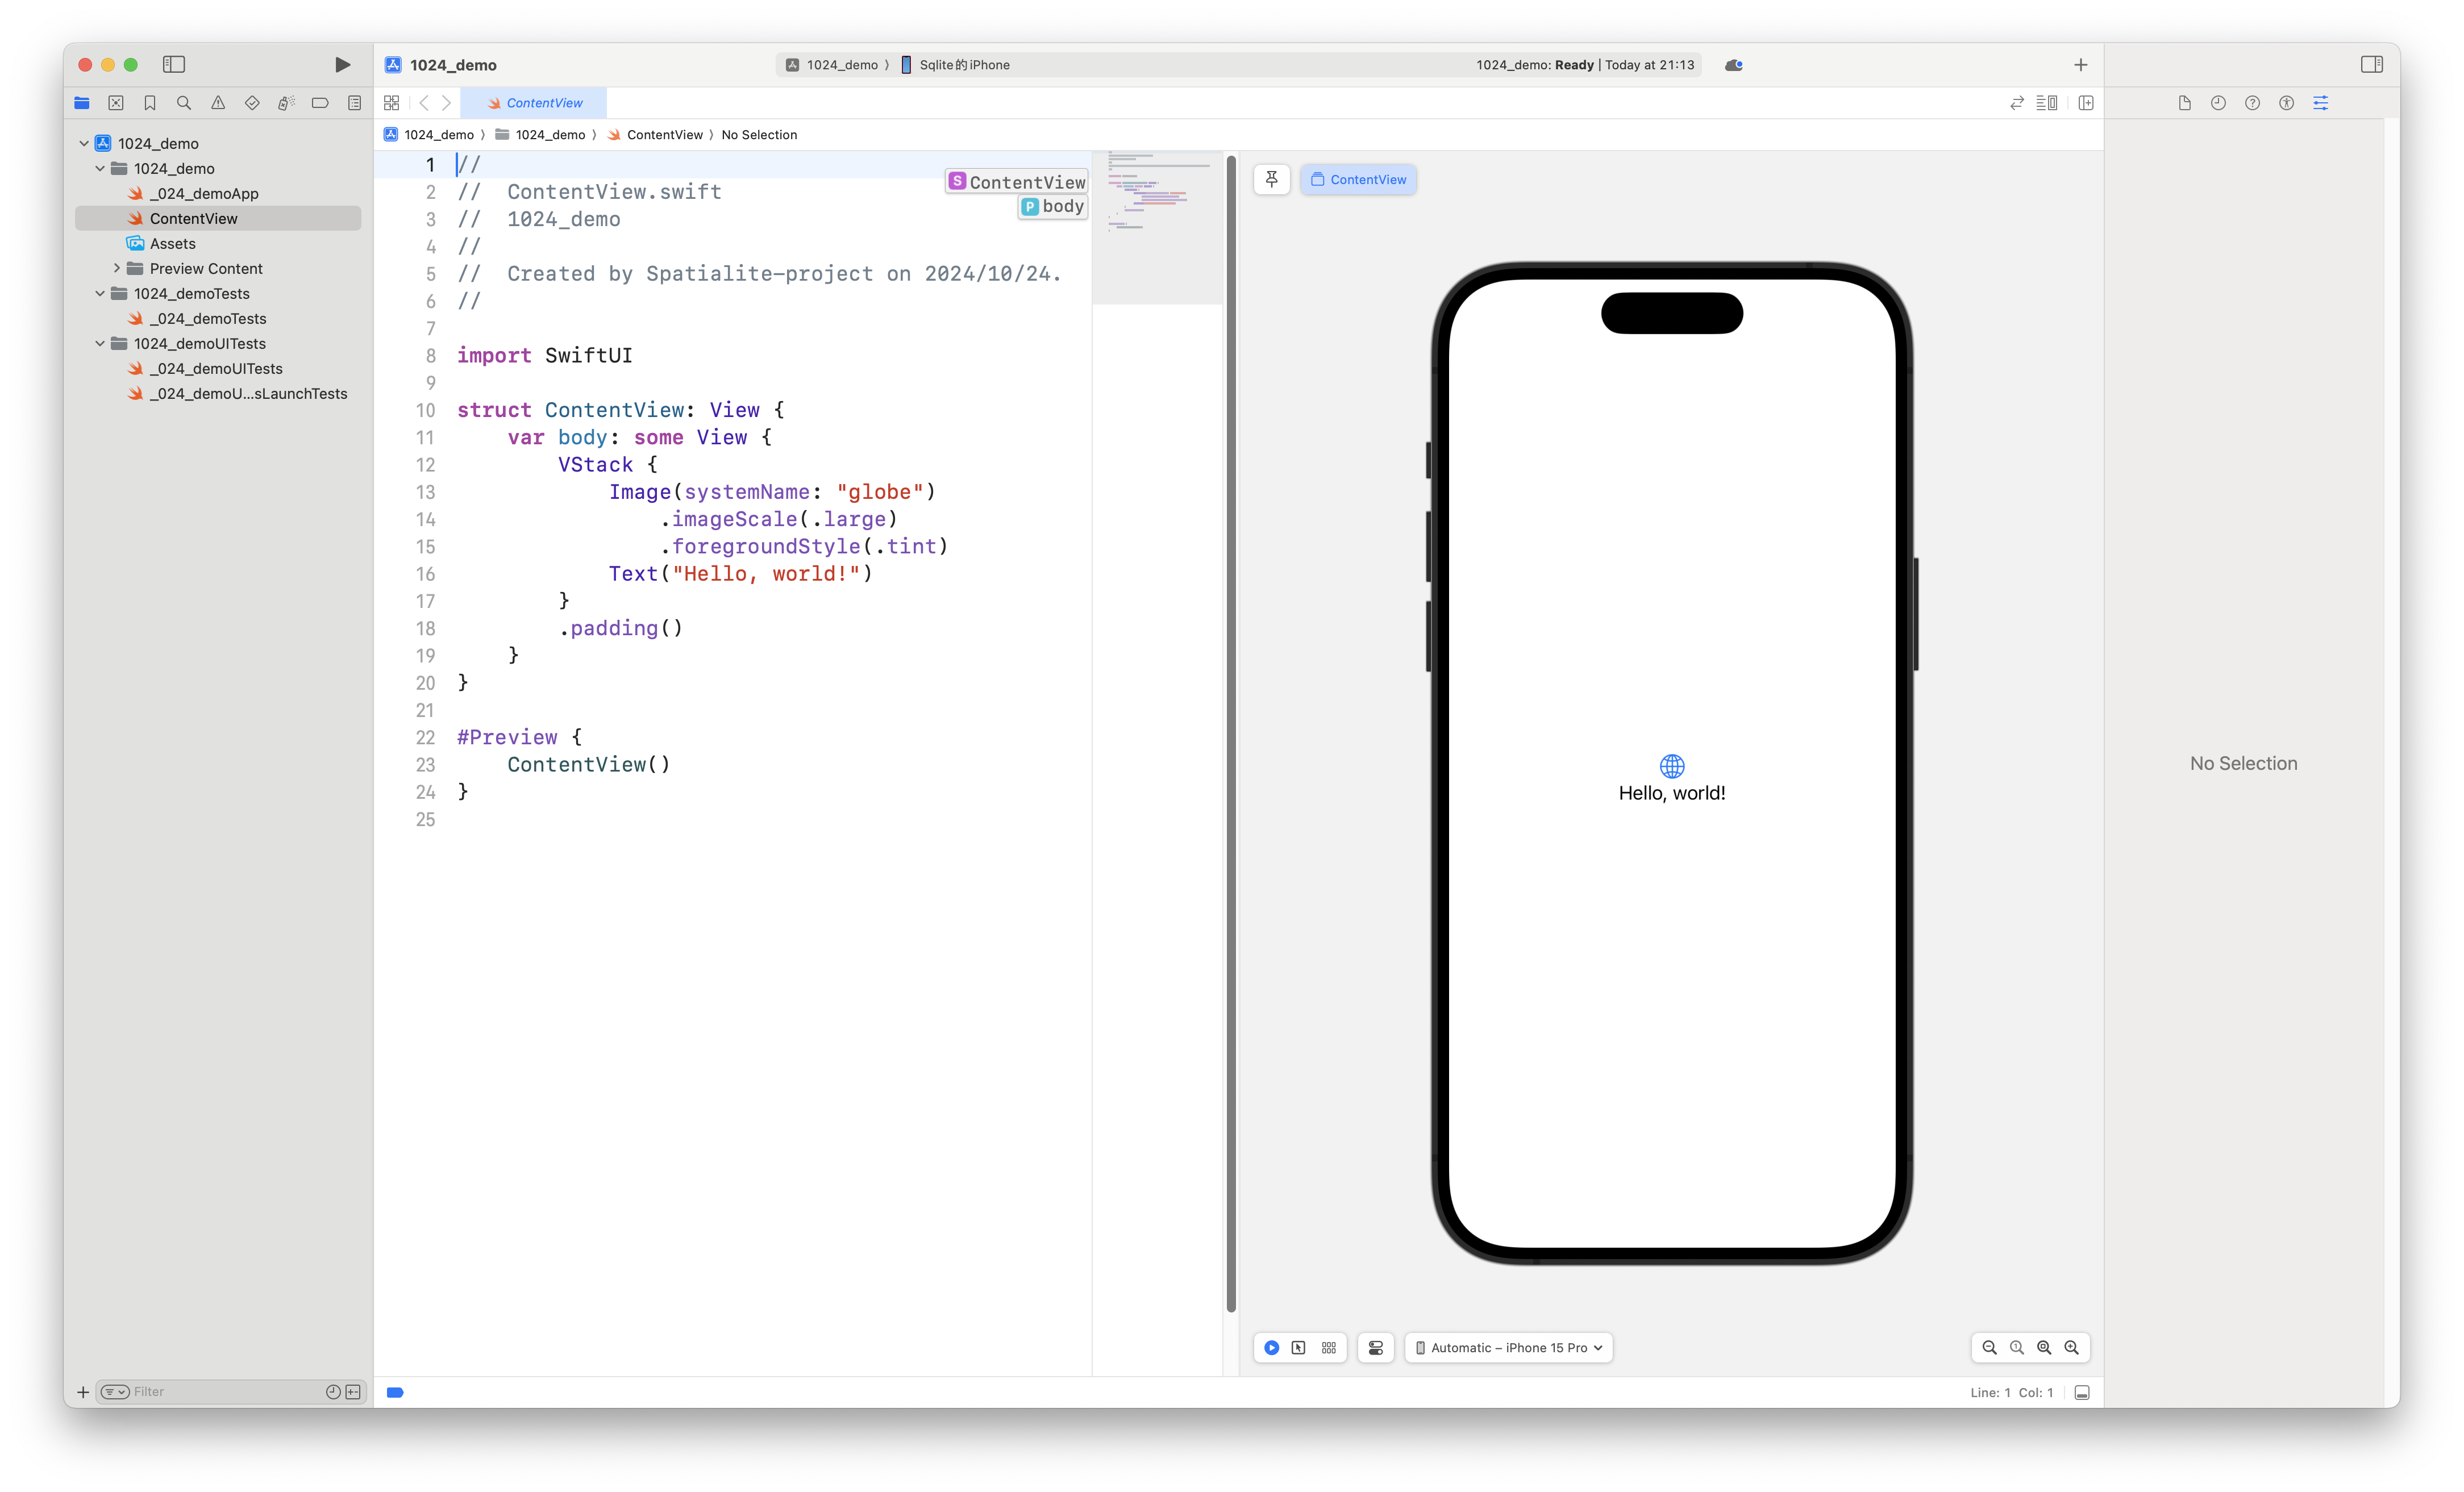 1024_demo
1024_demo 〉 Sqlite的iPhone
1024_demo: Ready | Today at 21:13
ContentView
1024_demo 〉 1024_demo 〉 ContentView 〉 No Selection
1024_demo
1024_demo
_024_demoApp
ContentView
Assets
Preview Content
1024_demoTests
_024_demoTests
1024_demoUITests
_024_demoUITests
_024_demoU...sLaunchTests
Filter
1 //
2 //  ContentView.swift
3 //  1024_demo
4 //
5 //  Created by Spatialite-project on 2024/10/24.
6 //
7
8 import SwiftUI
9
10 struct ContentView: View {
11     var body: some View {
12         VStack {
13             Image(systemName: "globe")
14                 .imageScale(.large)
15                 .foregroundStyle(.tint)
16             Text("Hello, world!")
17         }
18         .padding()
19     }
20 }
21
22 #Preview {
23     ContentView()
24 }
25
S ContentView
P body
ContentView
Hello, world!
Automatic – iPhone 15 Pro
No Selection
Line: 1 Col: 1